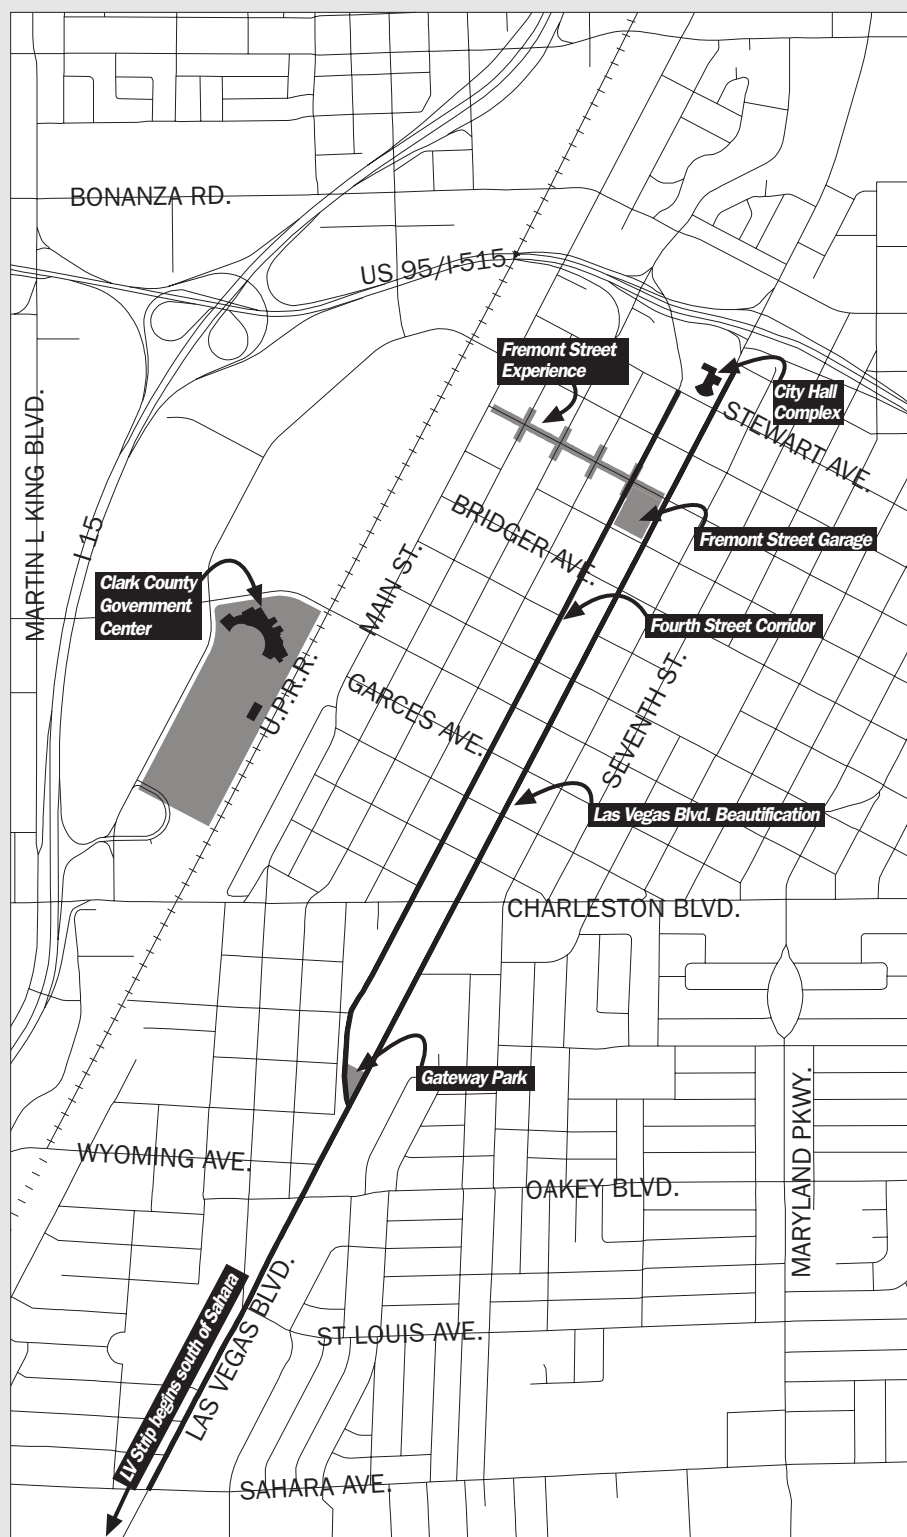 BONANZA RD.
US 95/I-515
Fremont Street
Experience
City Hall
Complex
STEWART AVE.
MARTIN L KING BLVD.
I 15
BRIDGER AVE.
Fremont Street Garage
Clark County
Government
Center
MAIN ST.
Fourth Street Corridor
U.P.R.R.
GARCES AVE.
SEVENTH ST.
Las Vegas Blvd. Beautification
CHARLESTON BLVD.
Gateway Park
MARYLAND PKWY.
WYOMING AVE.
OAKEY BLVD.
LV Strip begins south of Sahara
LAS VEGAS BLVD.
ST LOUIS AVE.
SAHARA AVE.